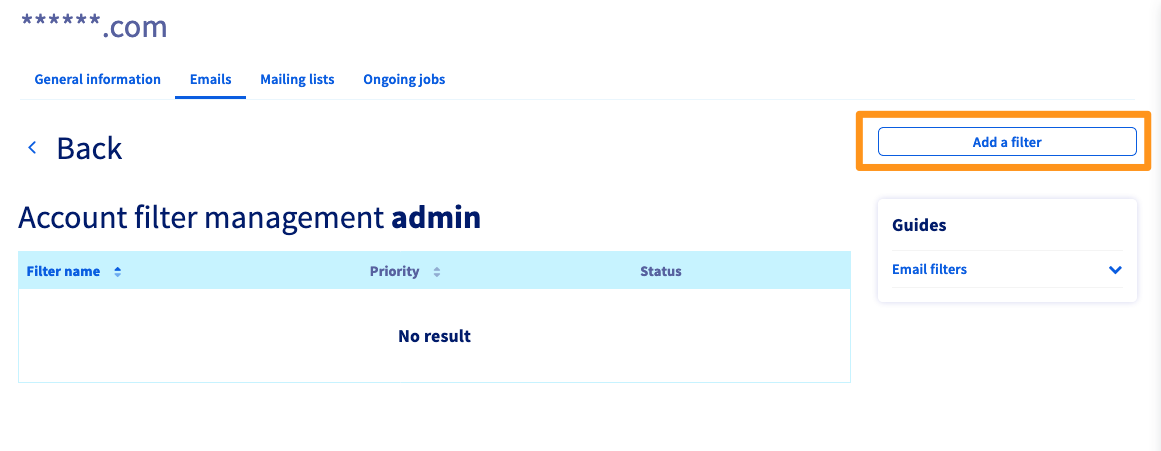 ******.com
General information Emails Mailing lists Ongoing jobs
Back
Add a filter
Account filter management admin
Filter name Priority Status
No result
Guides
Email filters